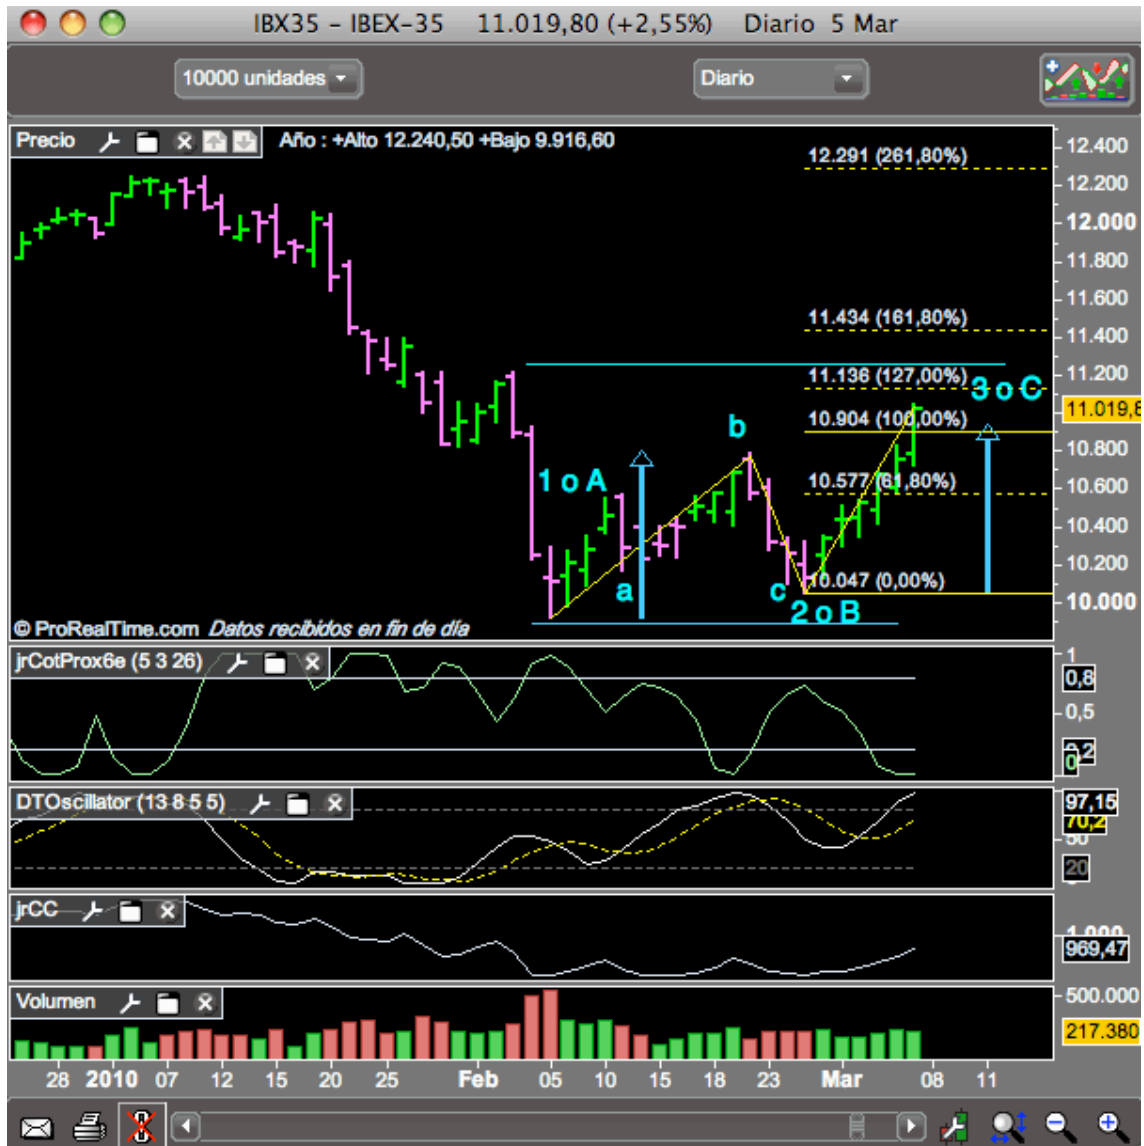 IBX35 - IBEX-35 11.019,80 (+2,55%) Diario 5 Mar
10000 unidades
Diario
Precio
Año : +Alto 12.240,50 +Bajo 9.916,60
12.291 (261,80%)
11.434 (161,80%)
11.136 (127,00%)
3 o C
10.904 (100,00%)
b
1 o A
10.577 (61,80%)
a
c
10.047 (0,00%)
2 o B
© ProRealTime.com Datos recibidos en fin de día
12.400
12.200
12.000
11.800
11.600
11.400
11.200
11.019,8
10.800
10.600
10.400
10.200
10.000
jrCotProx6e (5 3 26)
1
0,8
0,5
0,2
0
DTOscillator (13 8 5 5)
97,15
70,2
50
20
jrCC
1.000
969,47
Volumen
500.000
217.380
28 2010 07 12 15 20 25 Feb 05 10 15 18 23 Mar 08 11